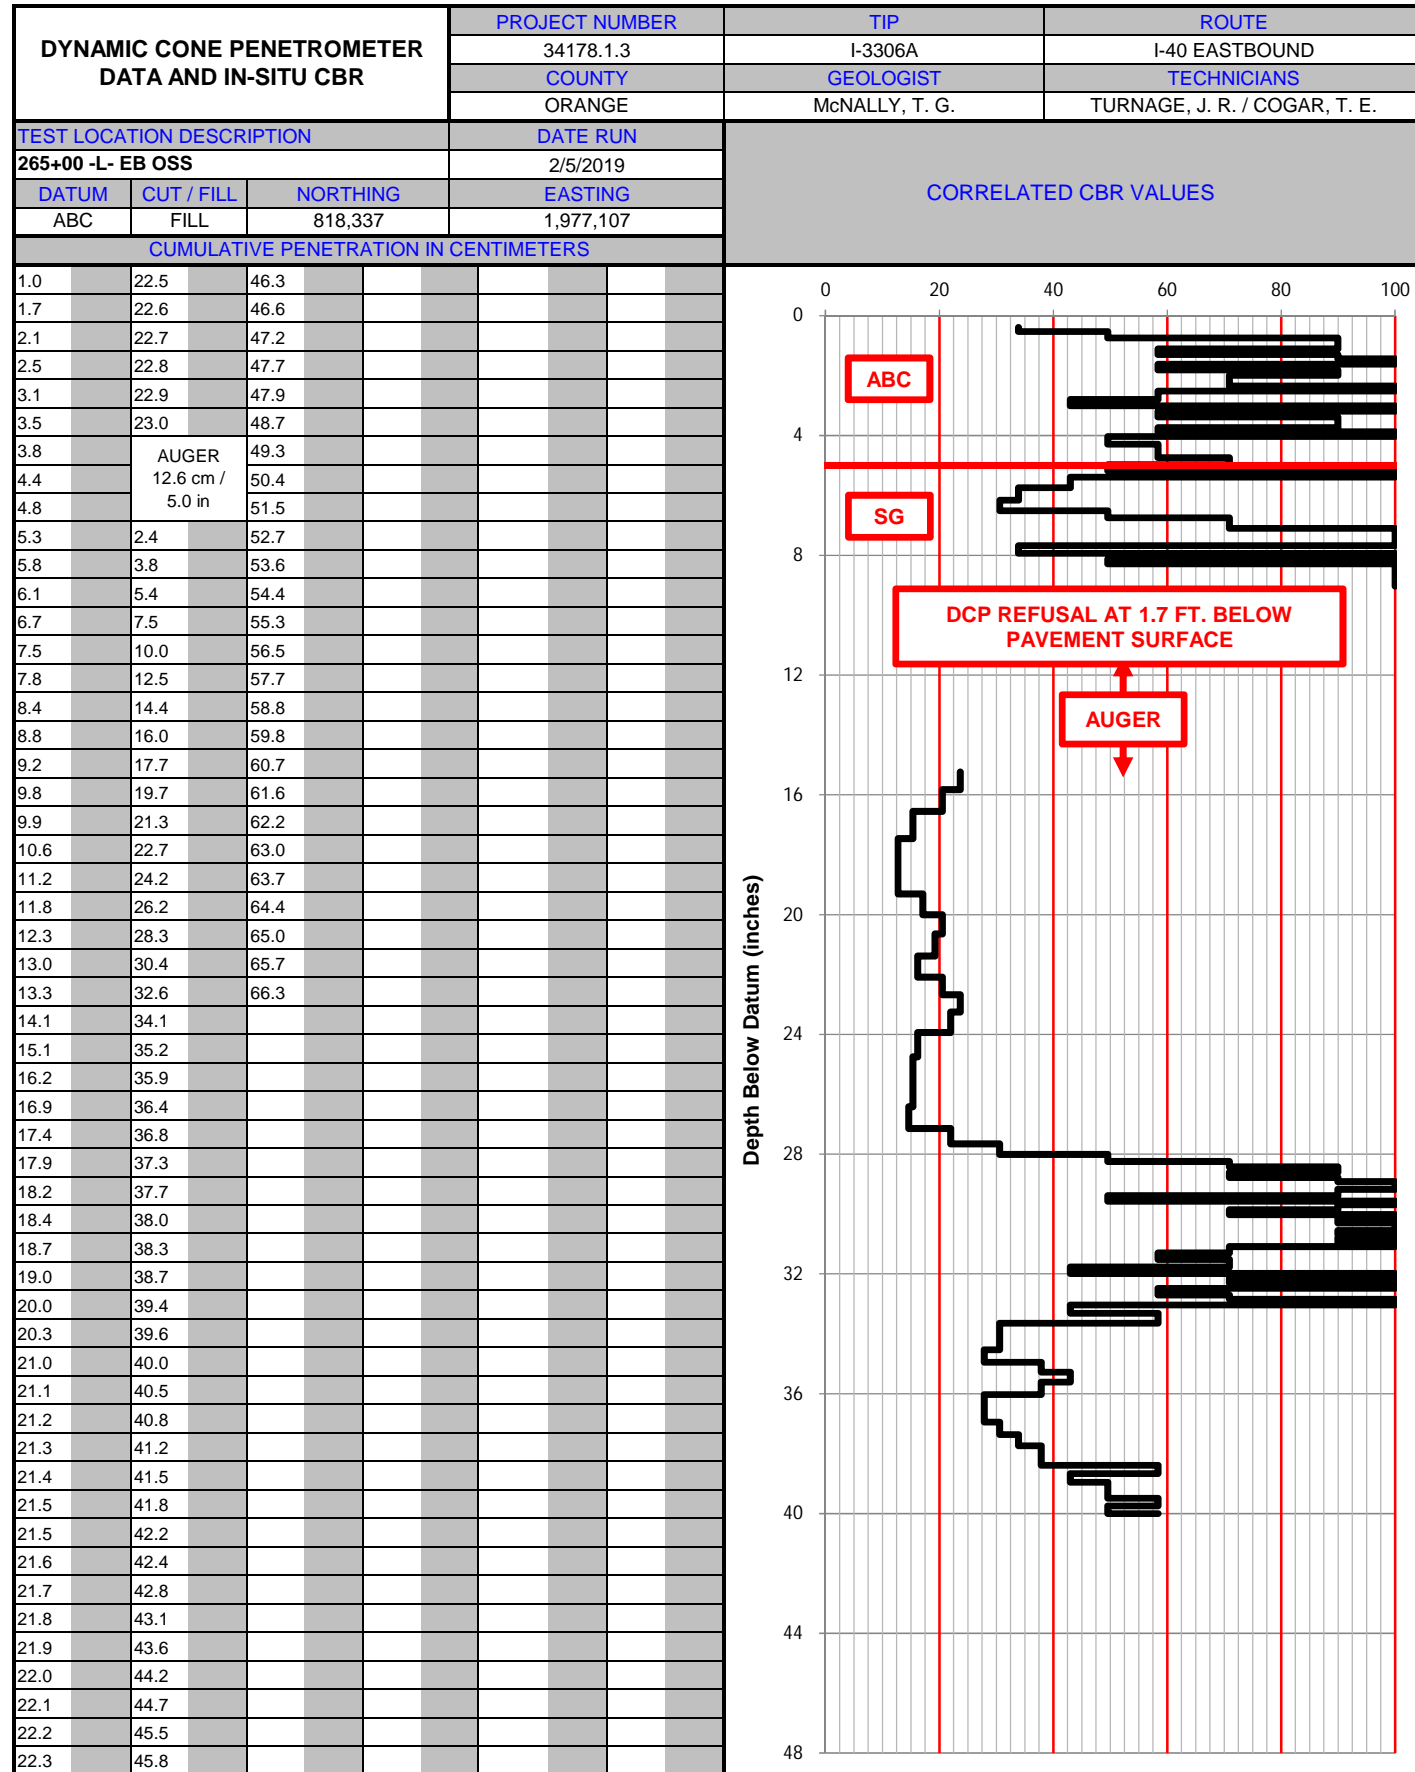 DYNAMIC CONE PENETROMETER
DATA AND IN-SITU CBR
PROJECT NUMBER TIP ROUTE
34178.1.3 I-3306A I-40 EASTBOUND
COUNTY GEOLOGIST TECHNICIANS
ORANGE McNALLY, T. G. TURNAGE, J. R. / COGAR, T. E.
TEST LOCATION DESCRIPTION DATE RUN
265+00 -L- EB OSS 2/5/2019
DATUM CUT / FILL NORTHING EASTING
ABC FILL 818,337 1,977,107
CORRELATED CBR VALUES
CUMULATIVE PENETRATION IN CENTIMETERS
1.0 22.5 46.3
1.7 22.6 46.6
2.1 22.7 47.2
2.5 22.8 47.7
3.1 22.9 47.9
3.5 23.0 48.7
3.8 AUGER 49.3
4.4 12.6 cm / 50.4
4.8 5.0 in 51.5
5.3 2.4 52.7
5.8 3.8 53.6
6.1 5.4 54.4
6.7 7.5 55.3
7.5 10.0 56.5
7.8 12.5 57.7
8.4 14.4 58.8
8.8 16.0 59.8
9.2 17.7 60.7
9.8 19.7 61.6
9.9 21.3 62.2
10.6 22.7 63.0
11.2 24.2 63.7
11.8 26.2 64.4
12.3 28.3 65.0
13.0 30.4 65.7
13.3 32.6 66.3
14.1 34.1
15.1 35.2
16.2 35.9
16.9 36.4
17.4 36.8
17.9 37.3
18.2 37.7
18.4 38.0
18.7 38.3
19.0 38.7
20.0 39.4
20.3 39.6
21.0 40.0
21.1 40.5
21.2 40.8
21.3 41.2
21.4 41.5
21.5 41.8
21.5 42.2
21.6 42.4
21.7 42.8
21.8 43.1
21.9 43.6
22.0 44.2
22.1 44.7
22.2 45.5
22.3 45.8
0 20 40 60 80 100
0
4
8
12
16
20
24
28
32
36
40
44
48
Depth Below Datum (inches)
ABC
SG
DCP REFUSAL AT 1.7 FT. BELOW
PAVEMENT SURFACE
AUGER